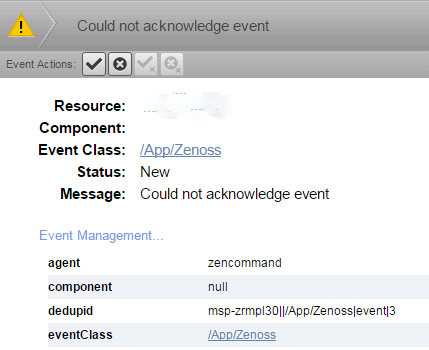 Could not acknowledge event
Event Actions:
Resource:
Component:
Event Class: /App/Zenoss
Status: New
Message: Could not acknowledge event
Event Management...
agent zencommand
component null
dedupid msp-zrmpl30||/App/Zenoss|event|3
eventClass /App/Zenoss